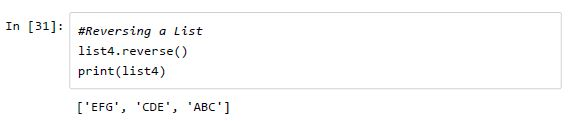 In [31]: #Reversing a List
list4.reverse()
print(list4)
['EFG', 'CDE', 'ABC']